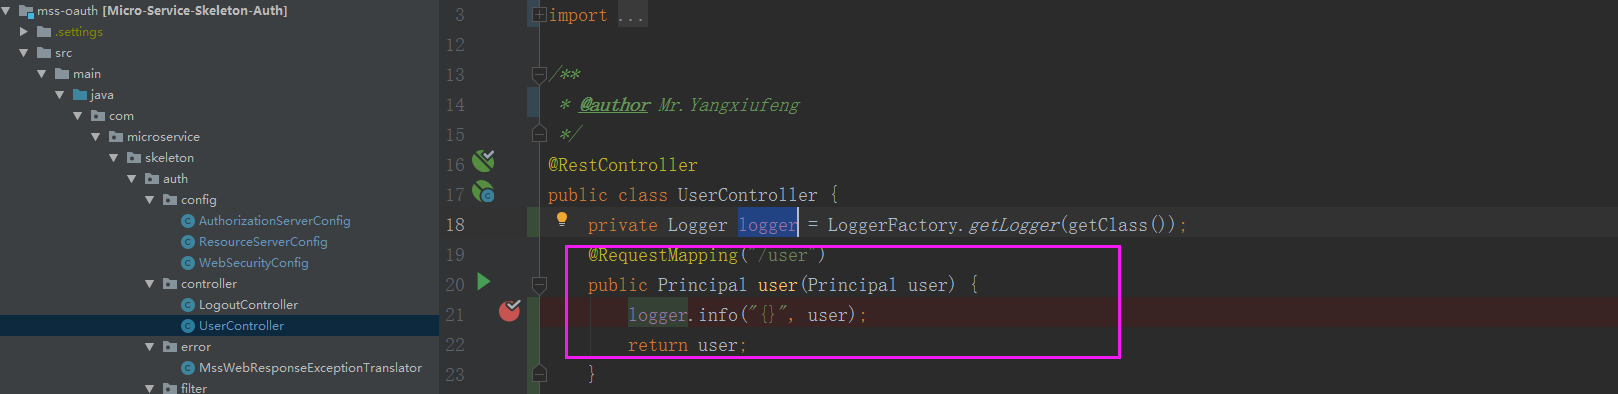 mss-oauth [Micro-Service-Skeleton-Auth]
.settings
src
main
java
com
microservice
skeleton
auth
config
AuthorizationServerConfig
ResourceServerConfig
WebSecurityConfig
controller
LogoutController
UserController
error
MssWebResponseExceptionTranslator
filter
3 import ...
12
13 /**
14 * @author Mr.Yangxiufeng
15 */
16 @RestController
17 public class UserController {
18 private Logger logger = LoggerFactory.getLogger(getClass());
19 @RequestMapping("/user")
20 public Principal user(Principal user) {
21 logger.info("{}", user);
22 return user;
23 }